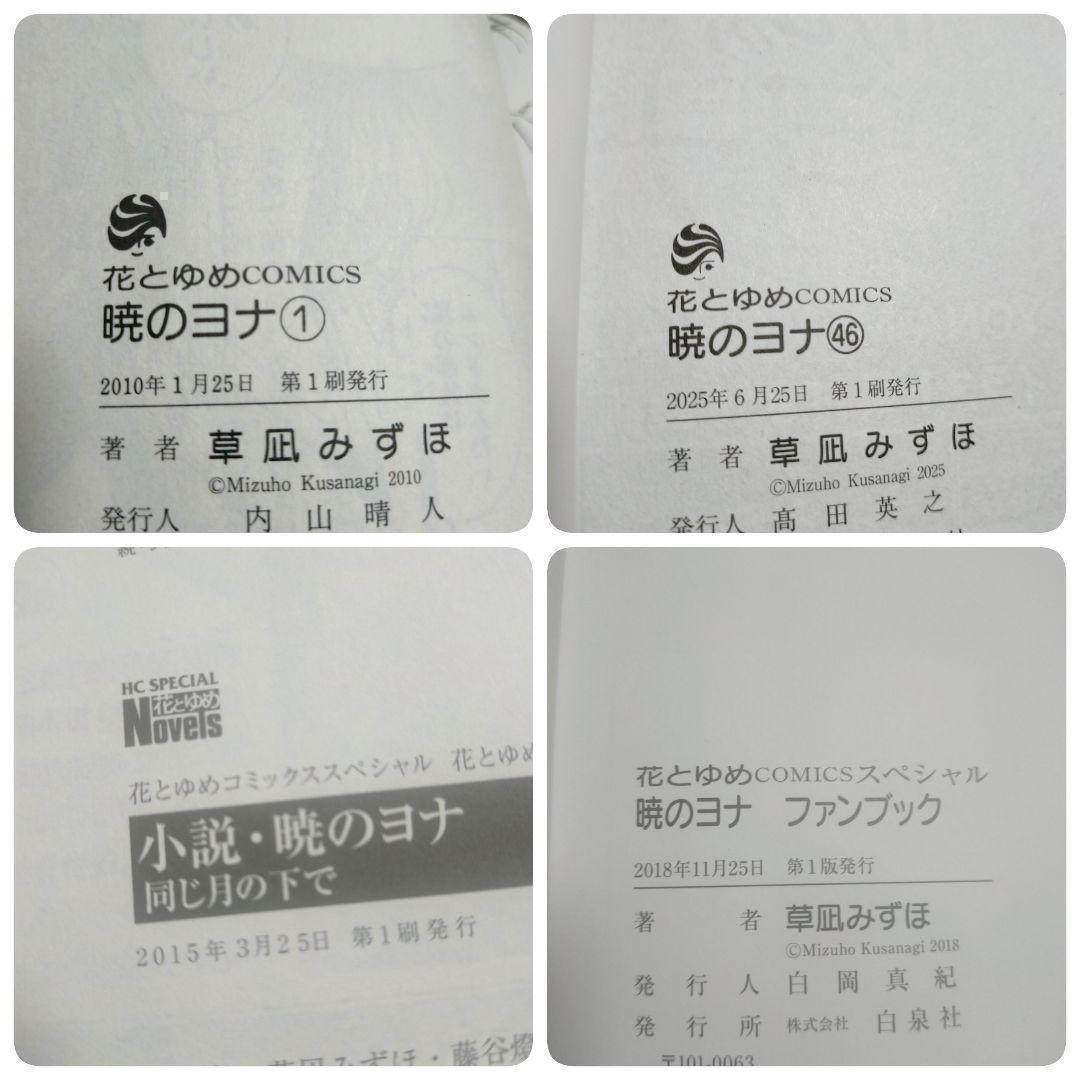 花とゆめCOMICS
暁のヨナ①
2010年1月25日 第1刷発行
著者 草凪みずほ
©Mizuho Kusanagi 2010
発行人 内山晴人
花とゆめCOMICS
暁のヨナ㊻
2025年6月25日 第1刷発行
著者 草凪みずほ
©Mizuho Kusanagi 2025
発行人 髙田英之
HC SPECIAL
花とゆめ
Novels
花とゆめコミックススペシャル 花とゆめ
小説・暁のヨナ
同じ月の下で
2015年3月25日 第1刷発行
草凪みずほ・藤谷燈
花とゆめCOMICSスペシャル
暁のヨナ ファンブック
2018年11月25日 第1版発行
著者 草凪みずほ
©Mizuho Kusanagi 2018
発行人 白岡真紀
発行所 株式会社 白泉社
〒101-0063